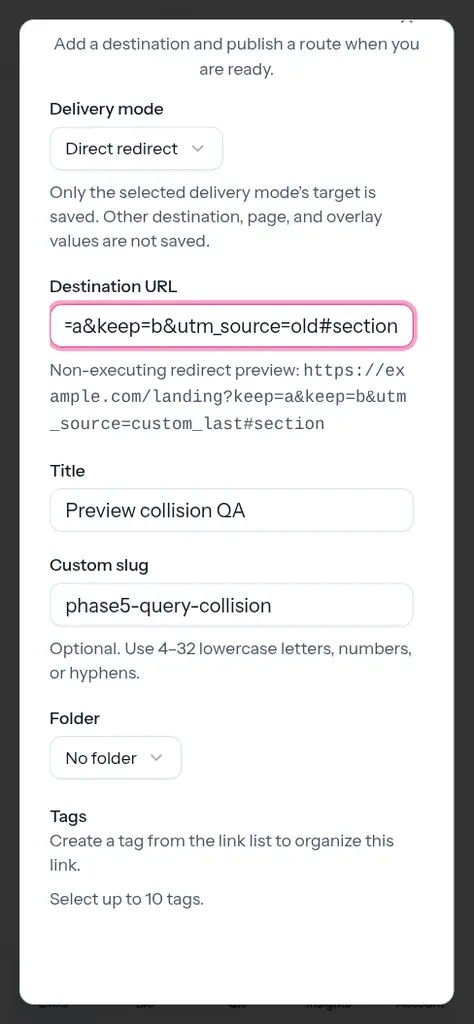 Add a destination and publish a route when you
are ready.
Delivery mode
Direct redirect
Only the selected delivery mode's target is
saved. Other destination, page, and overlay
values are not saved.
Destination URL
=a&keep=b&utm_source=old#section
Non-executing redirect preview: https://ex
ample.com/landing?keep=a&keep=b&utm
_source=custom_last#section
Title
Preview collision QA
Custom slug
phase5-query-collision
Optional. Use 4–32 lowercase letters, numbers,
or hyphens.
Folder
No folder
Tags
Create a tag from the link list to organize this
link.
Select up to 10 tags.